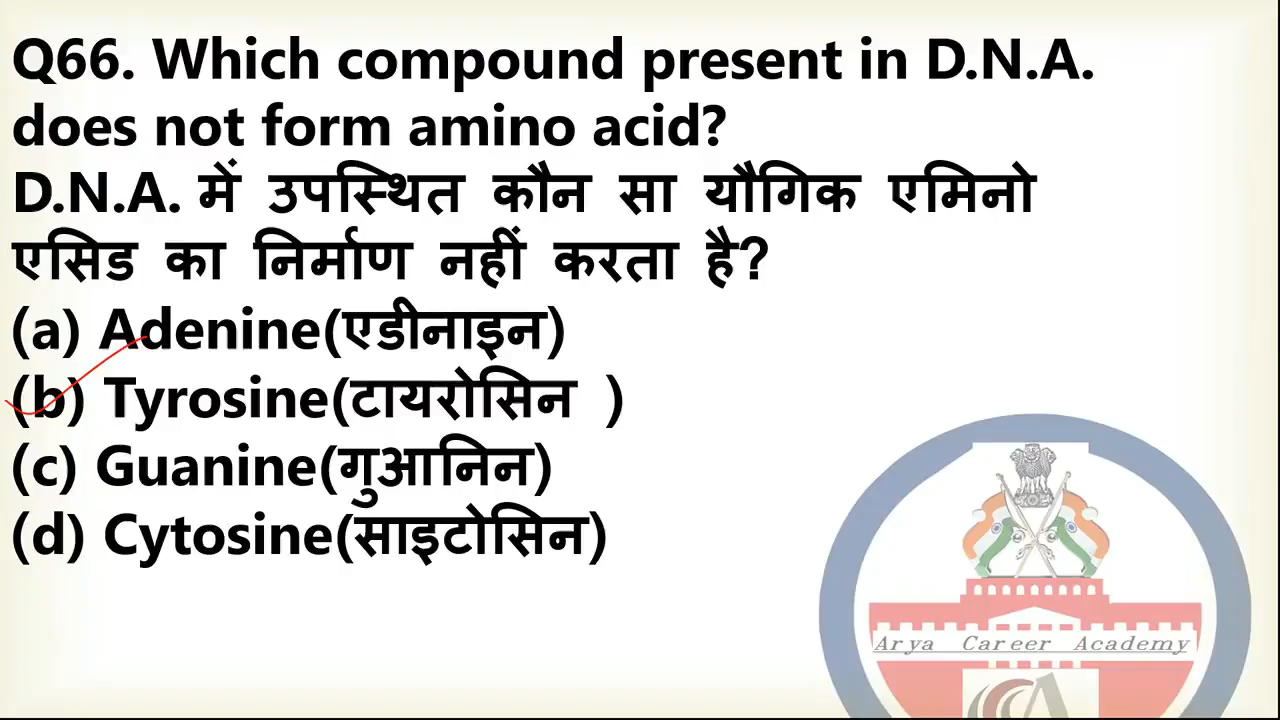 Q66. Which compound present in D.N.A.
does not form amino acid?
D.N.A. में उपस्थित कौन सा यौगिक एमिनो
एसिड का निर्माण नहीं करता है?
(a) Adenine(एडीनाइन)
(b) Tyrosine(टायरोसिन )
(c) Guanine(गुआनिन)
(d) Cytosine(साइटोसिन)
Arya Career Academy